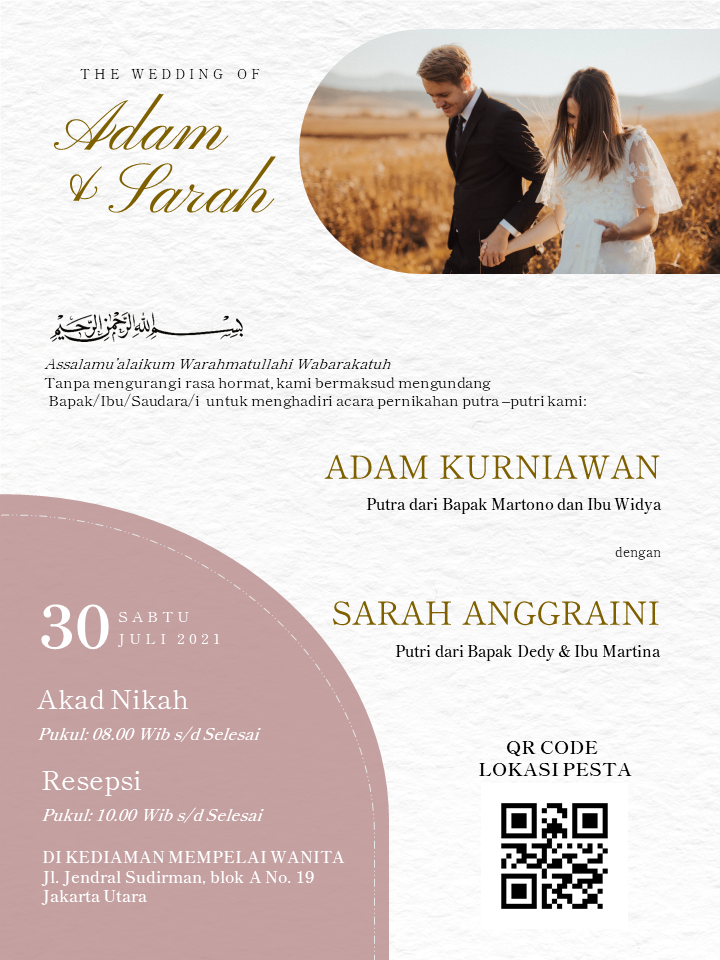 THE WEDDING OF
Adam
& Sarah
بِسْمِ اللهِ الرَّحْمٰنِ الرَّحِيْمِ
Assalamu'alaikum Warahmatullahi Wabarakatuh
Tanpa mengurangi rasa hormat, kami bermaksud mengundang
Bapak/Ibu/Saudara/i untuk menghadiri acara pernikahan putra –putri kami:
ADAM KURNIAWAN
Putra dari Bapak Martono dan Ibu Widya
dengan
SARAH ANGGRAINI
Putri dari Bapak Dedy & Ibu Martina
30
SABTU
JULI 2021
Akad Nikah
Pukul: 08.00 Wib s/d Selesai
Resepsi
Pukul: 10.00 Wib s/d Selesai
DI KEDIAMAN MEMPELAI WANITA
Jl. Jendral Sudirman, blok A No. 19
Jakarta Utara
QR CODE
LOKASI PESTA